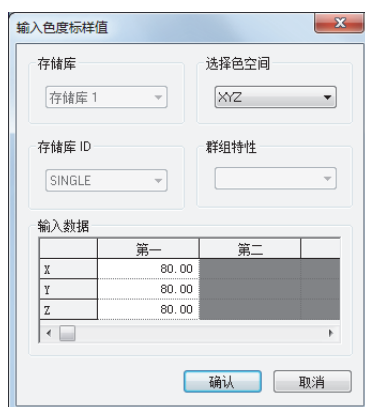 输入色度标样值
存储库
选择色空间
存储库 1
XYZ
存储库 ID
群组特性
SINGLE
输入数据
第一 第二
X 80.00
Y 80.00
Z 80.00
确认 取消